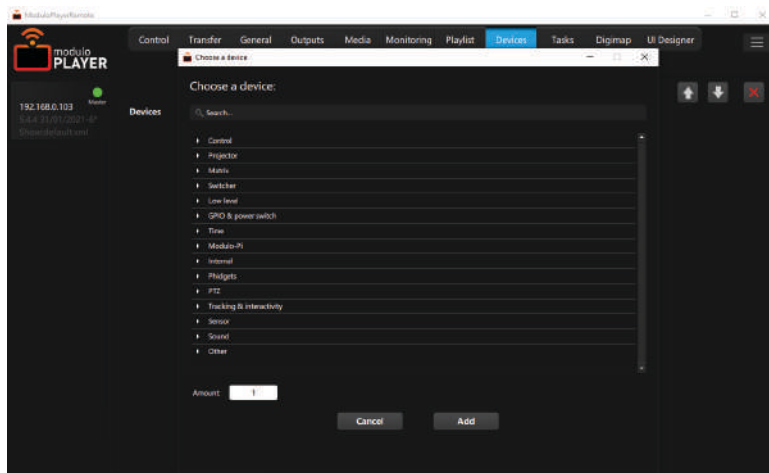 ModuloPlayerRemote
modulo
PLAYER
Control Transfer General Outputs Media Monitoring Playlist Devices Tasks Digimap UI Designer
Choose a device
192.168.0.103 Master
Devices
Choose a device:
Search...
Control
Projector
Matrix
Switcher
Low level
GPIO & power switch
Time
Modulo-Pi
Internal
Phidgets
PTZ
Tracking & interactivity
Sensor
Sound
Other
Amount 1
Cancel Add